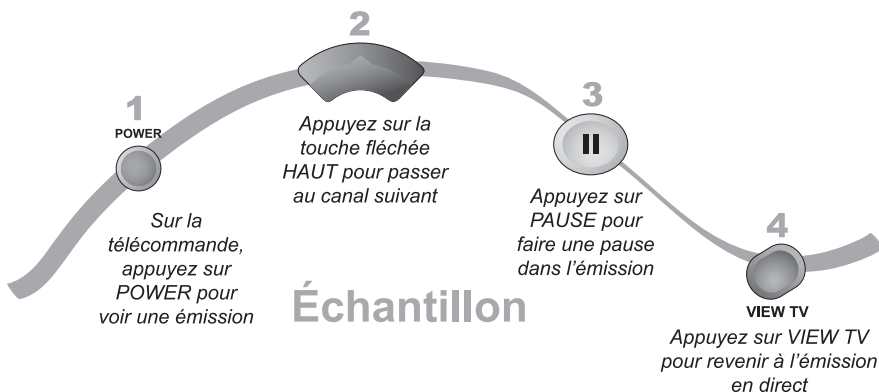 1
POWER
Sur la
télécommande,
appuyez sur
POWER pour
voir une émission
2
Appuyez sur la
touche fléchée
HAUT pour passer
au canal suivant
3
Appuyez sur
PAUSE pour
faire une pause
dans l’émission
4
VIEW TV
Appuyez sur VIEW TV
pour revenir à l’émission
en direct
Échantillon